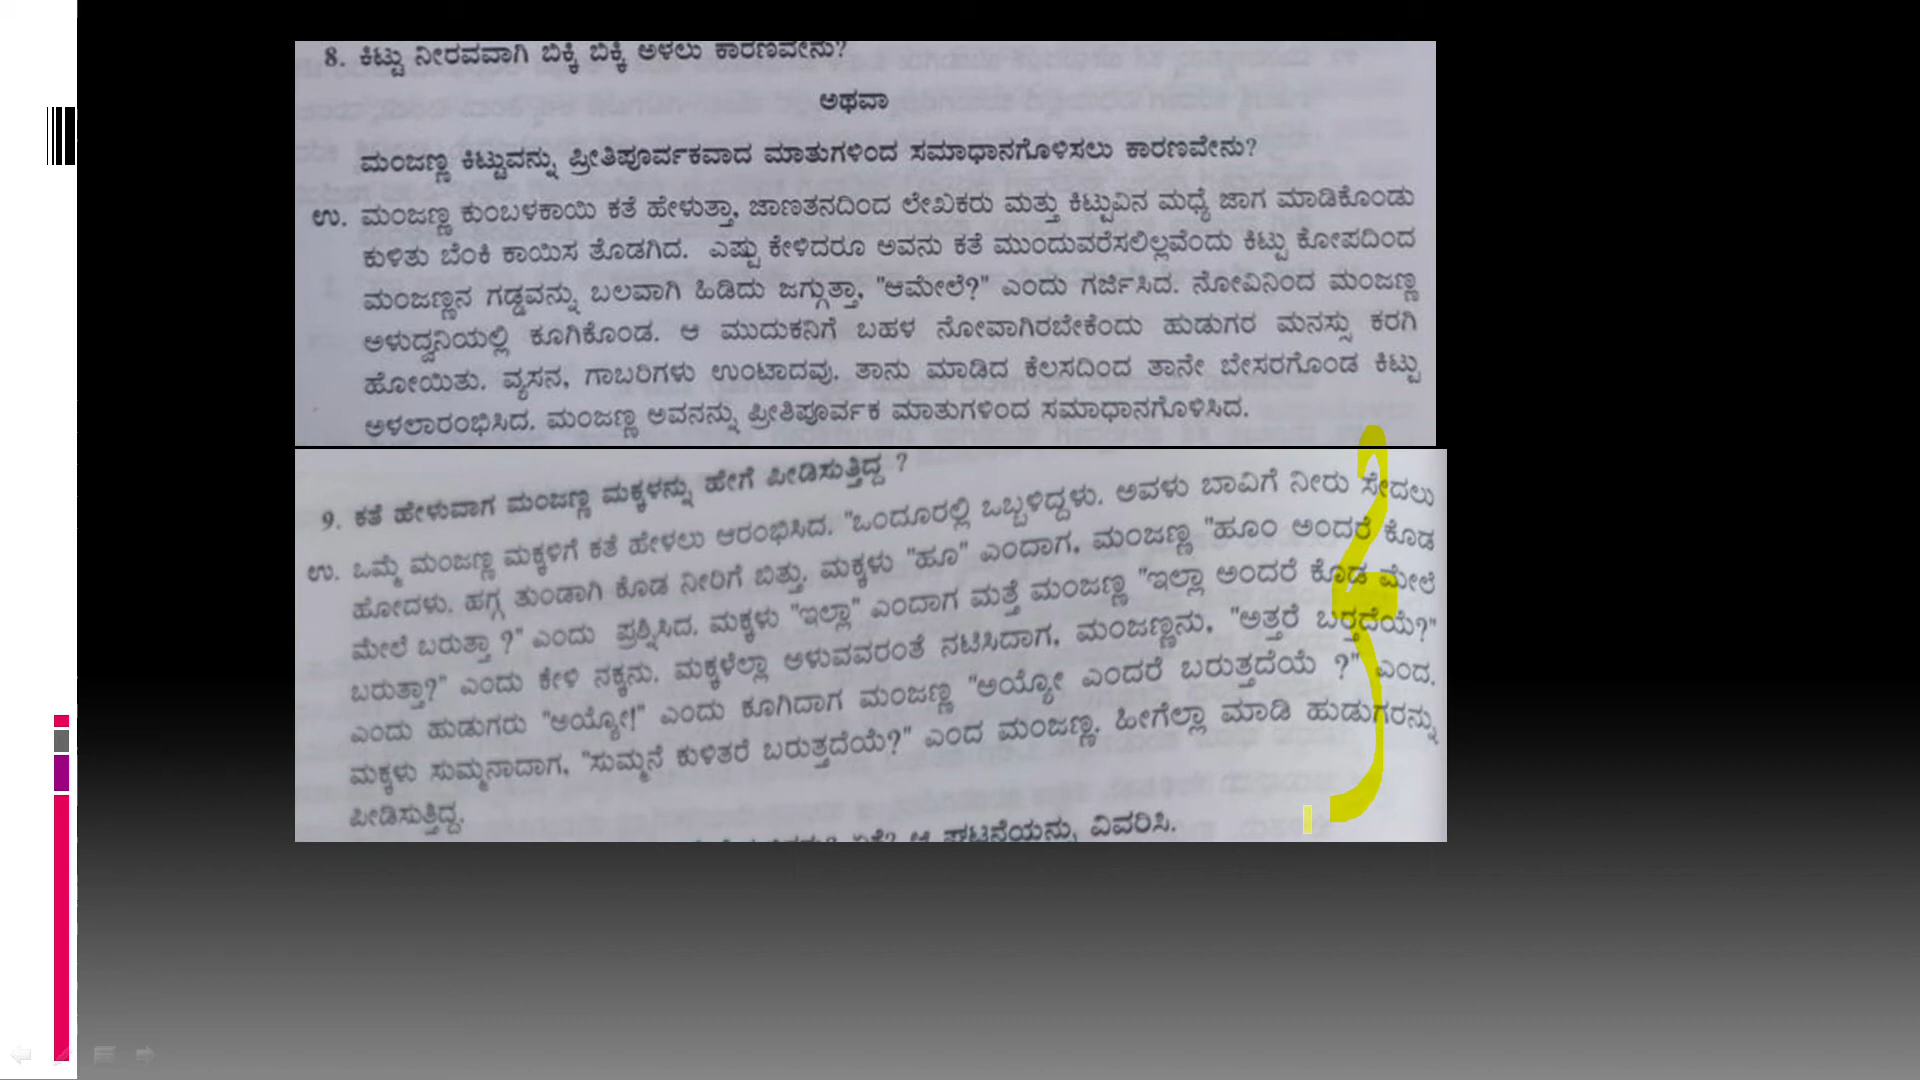 8. ಕಿಟ್ಟು ನೀರವವಾಗಿ ಬಿಕ್ಕಿ ಬಿಕ್ಕಿ ಅಳಲು ಕಾರಣವೇನು?
ಅಥವಾ
ಮಂಜಣ್ಣ ಕಿಟ್ಟುವನ್ನು ಪ್ರೀತಿಪೂರ್ವಕವಾದ ಮಾತುಗಳಿಂದ ಸಮಾಧಾನಗೊಳಿಸಲು ಕಾರಣವೇನು?
ಉ. ಮಂಜಣ್ಣ ಕುಂಬಳಕಾಯಿ ಕತೆ ಹೇಳುತ್ತಾ, ಜಾಣತನದಿಂದ ಲೇಖಕರು ಮತ್ತು ಕಿಟ್ಟುವಿನ ಮಧ್ಯೆ ಜಾಗ ಮಾಡಿಕೊಂಡು
ಕುಳಿತು ಬೆಂಕಿ ಕಾಯಿಸ ತೊಡಗಿದ. ಎಷ್ಟು ಕೇಳಿದರೂ ಅವನು ಕತೆ ಮುಂದುವರೆಸಲಿಲ್ಲವೆಂದು ಕಿಟ್ಟು ಕೋಪದಿಂದ
ಮಂಜಣ್ಣನ ಗಡ್ಡವನ್ನು ಬಲವಾಗಿ ಹಿಡಿದು ಜಗ್ಗುತ್ತಾ, "ಆಮೇಲೆ?" ಎಂದು ಗರ್ಜಿಸಿದ. ನೋವಿನಿಂದ ಮಂಜಣ್ಣ
ಅಳುದ್ವನಿಯಲ್ಲಿ ಕೂಗಿಕೊಂಡ. ಆ ಮುದುಕನಿಗೆ ಬಹಳ ನೋವಾಗಿರಬೇಕೆಂದು ಹುಡುಗರ ಮನಸ್ಸು ಕರಗಿ
ಹೋಯಿತು. ವ್ಯಸನ, ಗಾಬರಿಗಳು ಉಂಟಾದವು. ತಾನು ಮಾಡಿದ ಕೆಲಸದಿಂದ ತಾನೇ ಬೇಸರಗೊಂಡ ಕಿಟ್ಟು
ಅಳಲಾರಂಭಿಸಿದ. ಮಂಜಣ್ಣ ಅವನನ್ನು ಪ್ರೀತಿಪೂರ್ವಕ ಮಾತುಗಳಿಂದ ಸಮಾಧಾನಗೊಳಿಸಿದ.
9. ಕತೆ ಹೇಳುವಾಗ ಮಂಜಣ್ಣ ಮಕ್ಕಳನ್ನು ಹೇಗೆ ಪೀಡಿಸುತ್ತಿದ್ದ ?
ಉ. ಒಮ್ಮೆ ಮಂಜಣ್ಣ ಮಕ್ಕಳಿಗೆ ಕತೆ ಹೇಳಲು ಆರಂಭಿಸಿದ. "ಒಂದೂರಲ್ಲಿ ಒಬ್ಬಳಿದ್ದಳು. ಅವಳು ಬಾವಿಗೆ ನೀರು ಸೇದಲು
ಹೋದಳು. ಹಗ್ಗ ತುಂಡಾಗಿ ಕೊಡ ನೀರಿಗೆ ಬಿತ್ತು. ಮಕ್ಕಳು "ಹೂ" ಎಂದಾಗ, ಮಂಜಣ್ಣ "ಹೂಂ ಅಂದರೆ ಕೊಡ
ಮೇಲೆ ಬರುತ್ತಾ ?" ಎಂದು ಪ್ರಶ್ನಿಸಿದ. ಮಕ್ಕಳು "ಇಲ್ಲಾ" ಎಂದಾಗ ಮತ್ತೆ ಮಂಜಣ್ಣ "ಇಲ್ಲಾ ಅಂದರೆ ಕೊಡ ಮೇಲೆ
ಬರುತ್ತಾ?" ಎಂದು ಕೇಳಿ ನಕ್ಕನು. ಮಕ್ಕಳೆಲ್ಲಾ ಅಳುವವರಂತೆ ನಟಿಸಿದಾಗ, ಮಂಜಣ್ಣನು, "ಅತ್ತರೆ ಬರ್‍ತದೆಯೆ?"
ಎಂದು ಹುಡುಗರು "ಅಯ್ಯೋ!" ಎಂದು ಕೂಗಿದಾಗ ಮಂಜಣ್ಣ "ಅಯ್ಯೋ ಎಂದರೆ ಬರುತ್ತದೆಯೆ ?" ಎಂದ.
ಮಕ್ಕಳು ಸುಮ್ಮನಾದಾಗ, "ಸುಮ್ಮನೆ ಕುಳಿತರೆ ಬರುತ್ತದೆಯೆ?" ಎಂದ ಮಂಜಣ್ಣ. ಹೀಗೆಲ್ಲಾ ಮಾಡಿ ಹುಡುಗರನ್ನು
ಪೀಡಿಸುತ್ತಿದ್ದ.
ಏಕೆ? ಆ ಘಟನೆಯನ್ನು ವಿವರಿಸಿ.